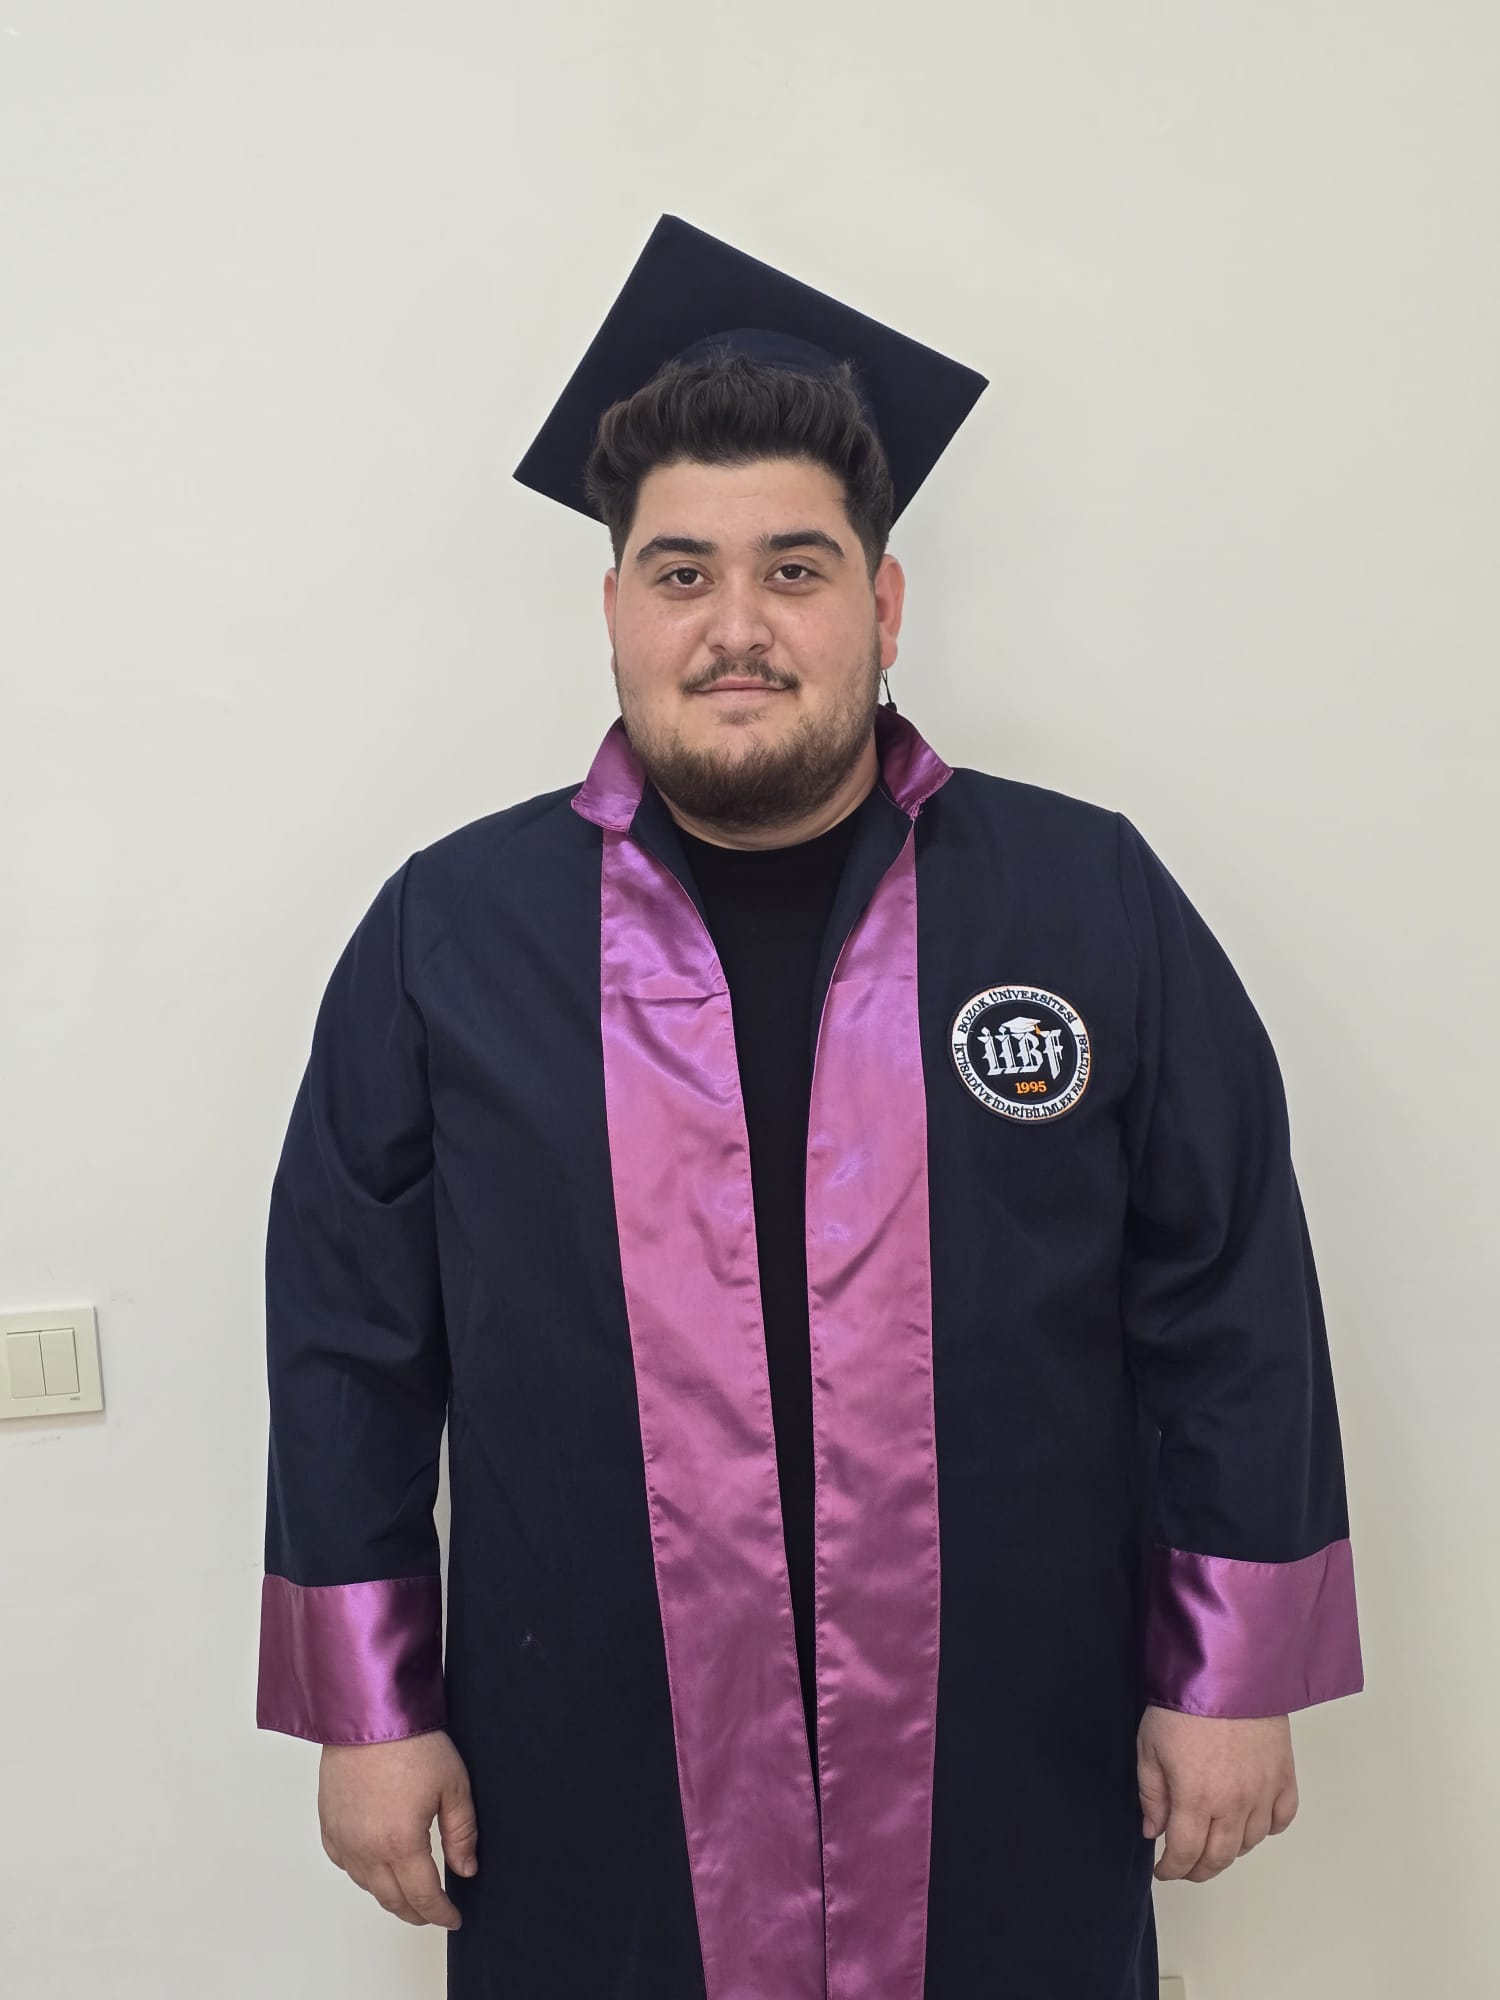 BOZOK ÜNİVERSİTESİ
İİBF
1995
İKTİSADİ VE İDARİ BİLİMLER FAKÜLTESİ